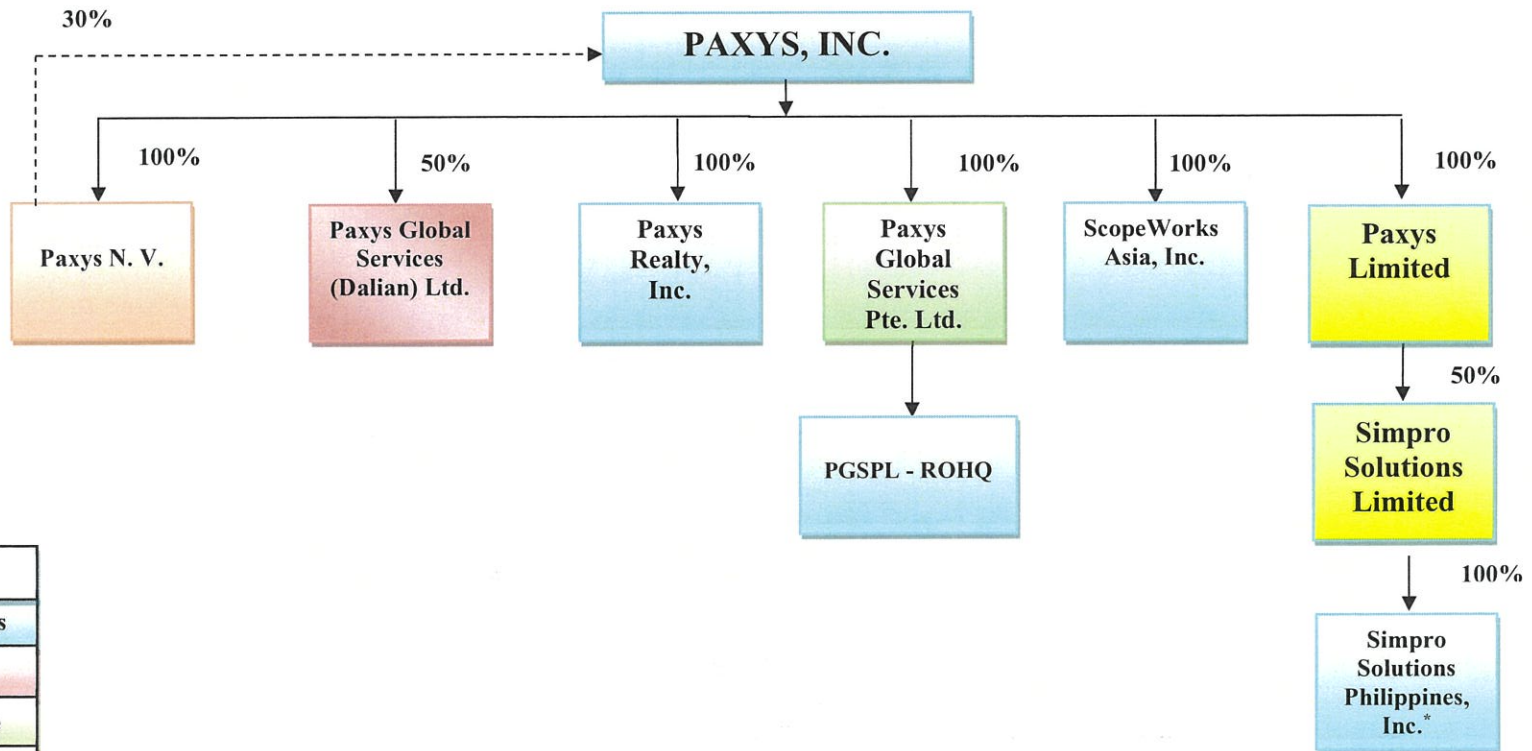 30%
PAXYS, INC.
100%
50%
100%
100%
100%
100%
Paxys N. V.
Paxys Global
Services
(Dalian) Ltd.
Paxys
Realty,
Inc.
Paxys
Global
Services
Pte. Ltd.
ScopeWorks
Asia, Inc.
Paxys
Limited
50%
PGSPL - ROHQ
Simpro
Solutions
Limited
100%
Simpro
Solutions
Philippines,
Inc.*